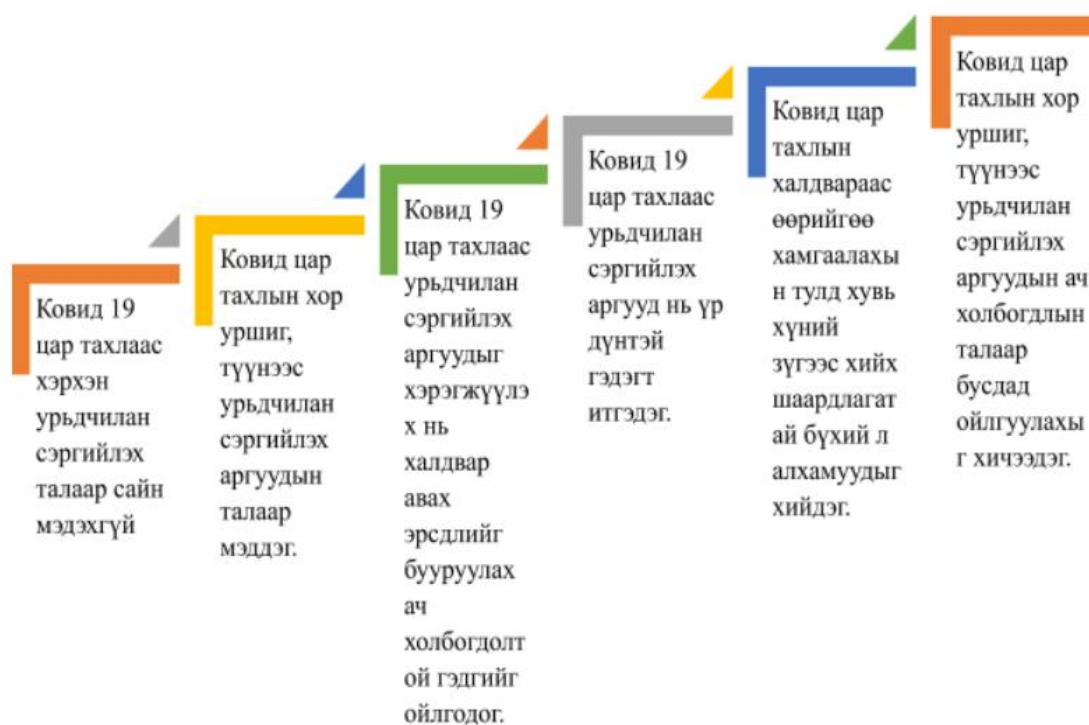 Ковид 19
цар тахлаас
хэрхэн
урьдчилан
сэргийлэх
талаар сайн
мэдэхгүй
Ковид цар
тахлын хор
уршиг,
түүнээс
урьдчилан
сэргийлэх
аргуудын
талаар
мэддэг.
Ковид 19
цар тахлаас
урьдчилан
сэргийлэх
аргуудыг
хэрэгжүүлэ
х нь
халдвар
авах
эрсдлийг
бууруулах
ач
холбогдолт
ой гэдгийг
ойлгодог.
Ковид 19
цар тахлаас
урьдчилан
сэргийлэх
аргууд нь үр
дүнтэй
гэдэгт
итгэдэг.
Ковид цар
тахлын
халдвараас
өөрийгөө
хамгаалахы
н тулд хувь
хүний
зүгээс хийх
шаардлагат
ай бүхий л
алхамуудыг
хийдэг.
Ковид цар
тахлын хор
уршиг,
түүнээс
урьдчилан
сэргийлэх
аргуудын ач
холбогдлын
талаар
бусдад
ойлгуулахы
г хичээдэг.